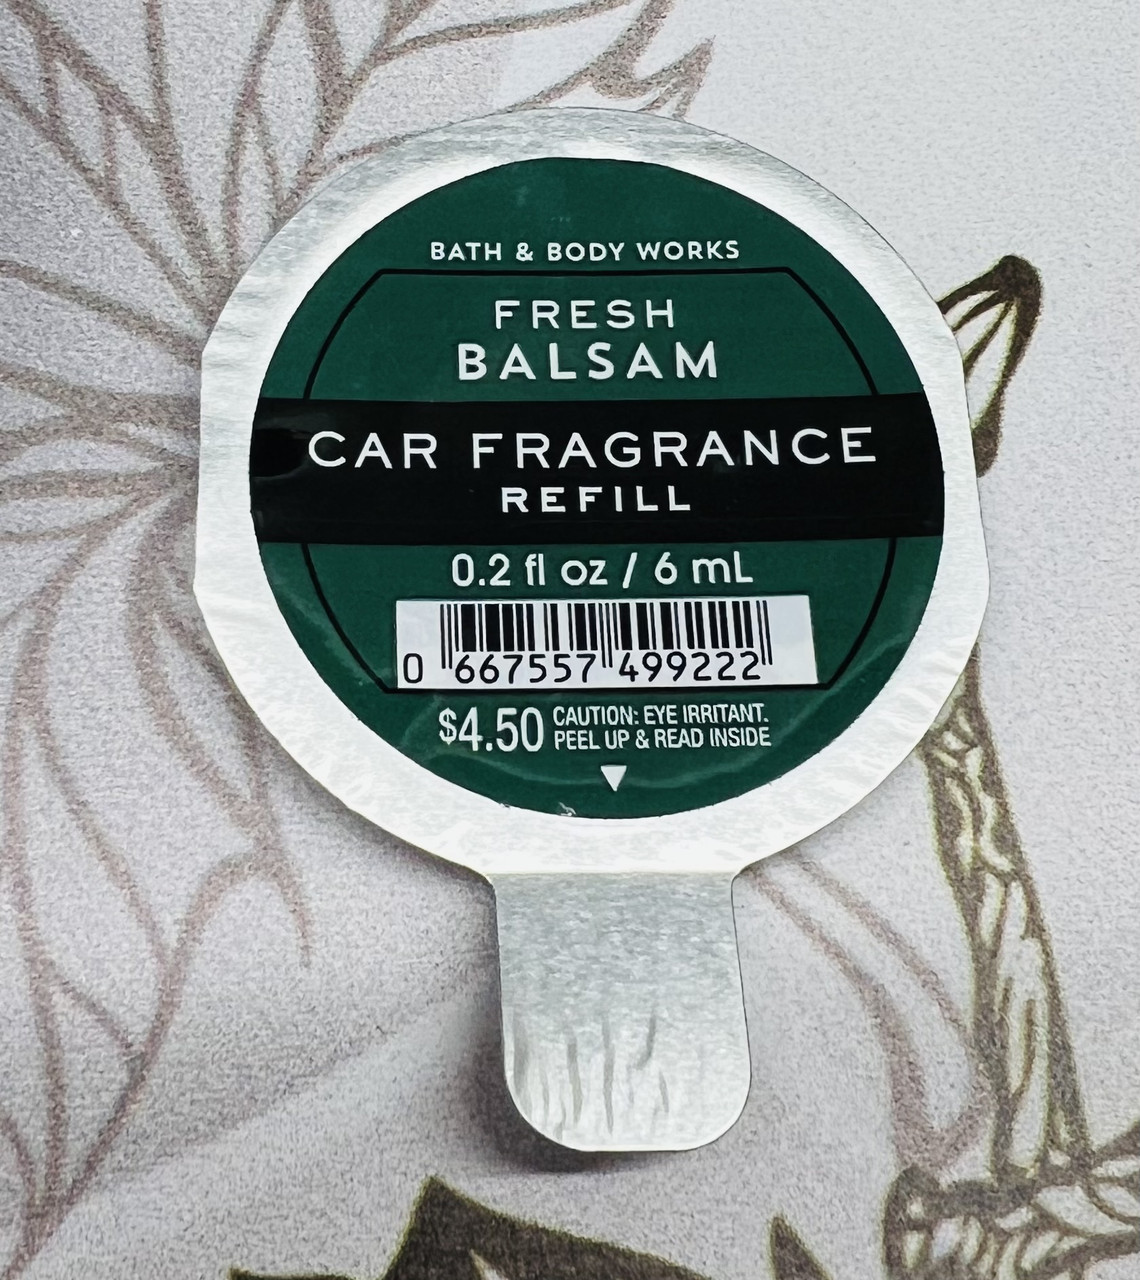 BATH & BODY WORKS
FRESH
BALSAM
CAR FRAGRANCE
REFILL
0.2 fl oz / 6 mL
0 667557 499222
$4.50 CAUTION: EYE IRRITANT.
PEEL UP & READ INSIDE